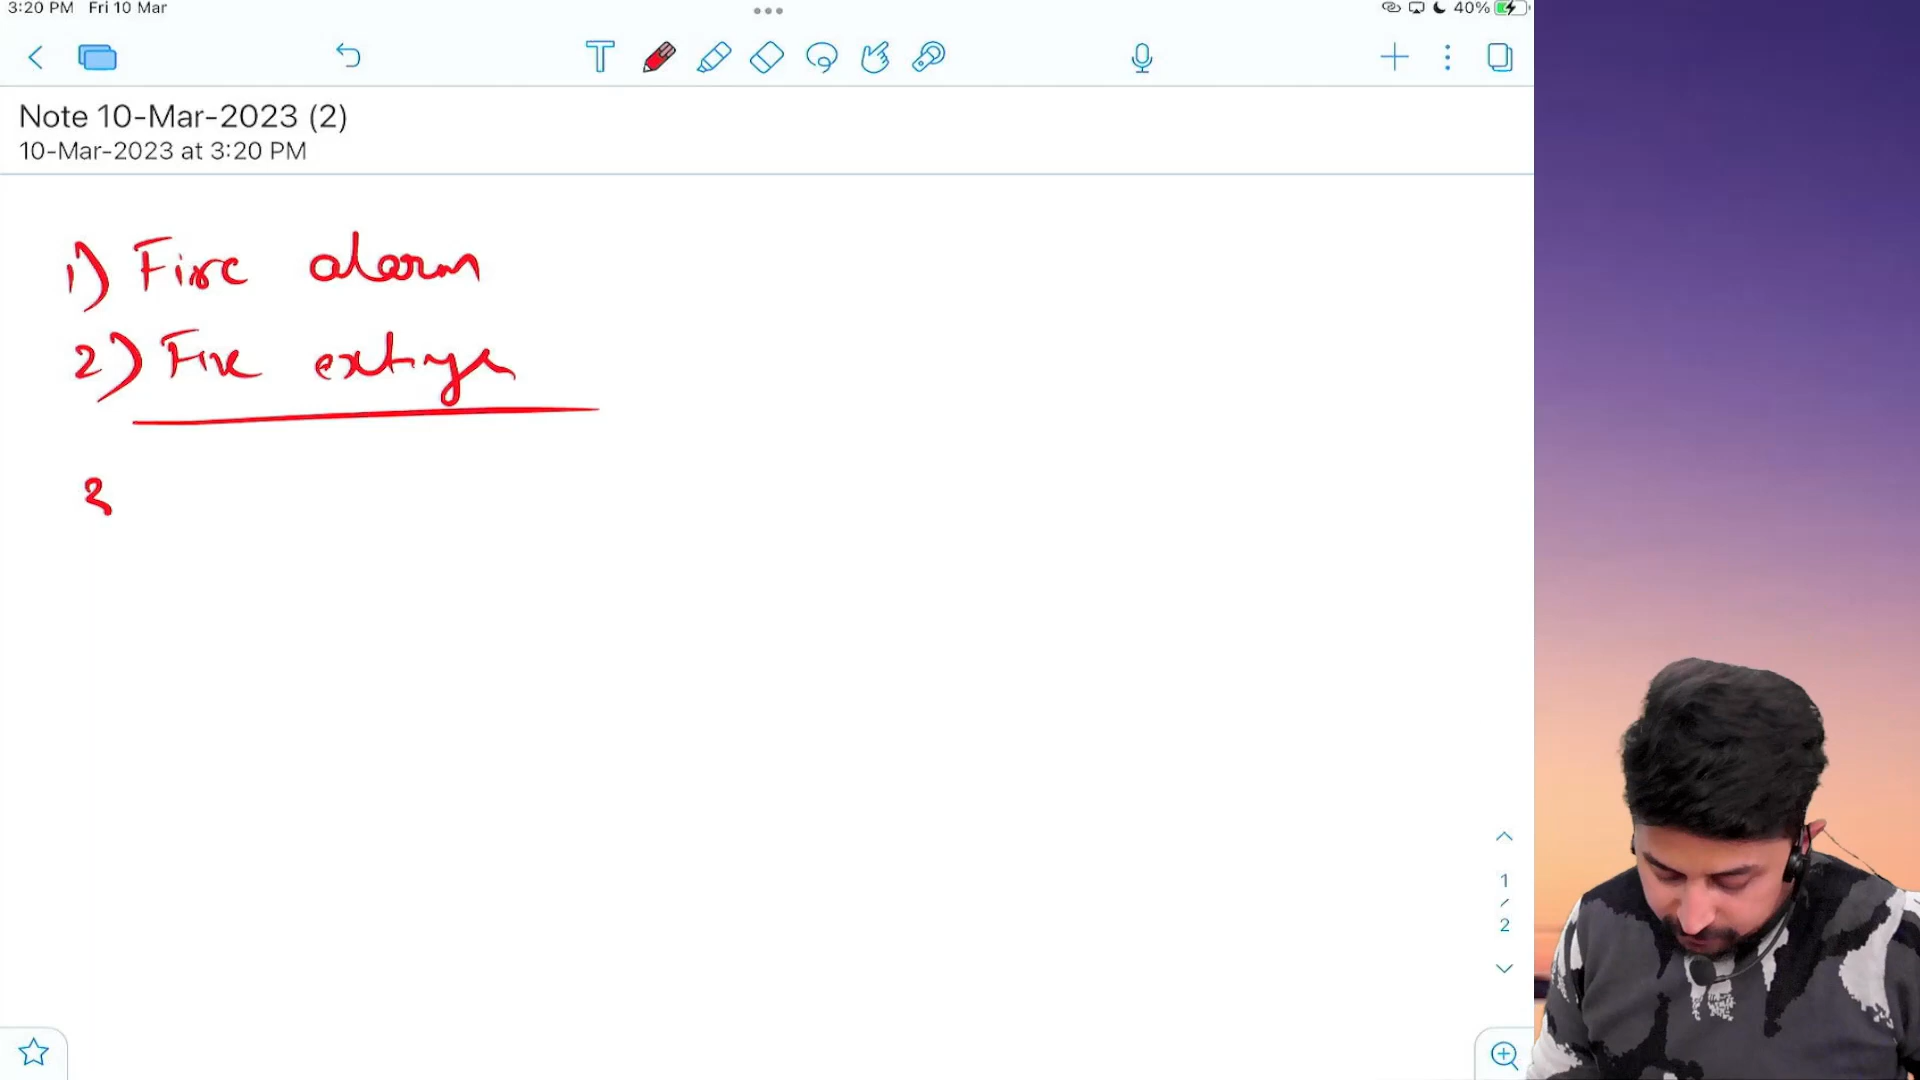 3:20 PM Fri 10 Mar
40%
T
Note 10-Mar-2023 (2)
10-Mar-2023 at 3:20 PM
1) Fire alarm
2) Fire
3
1
2